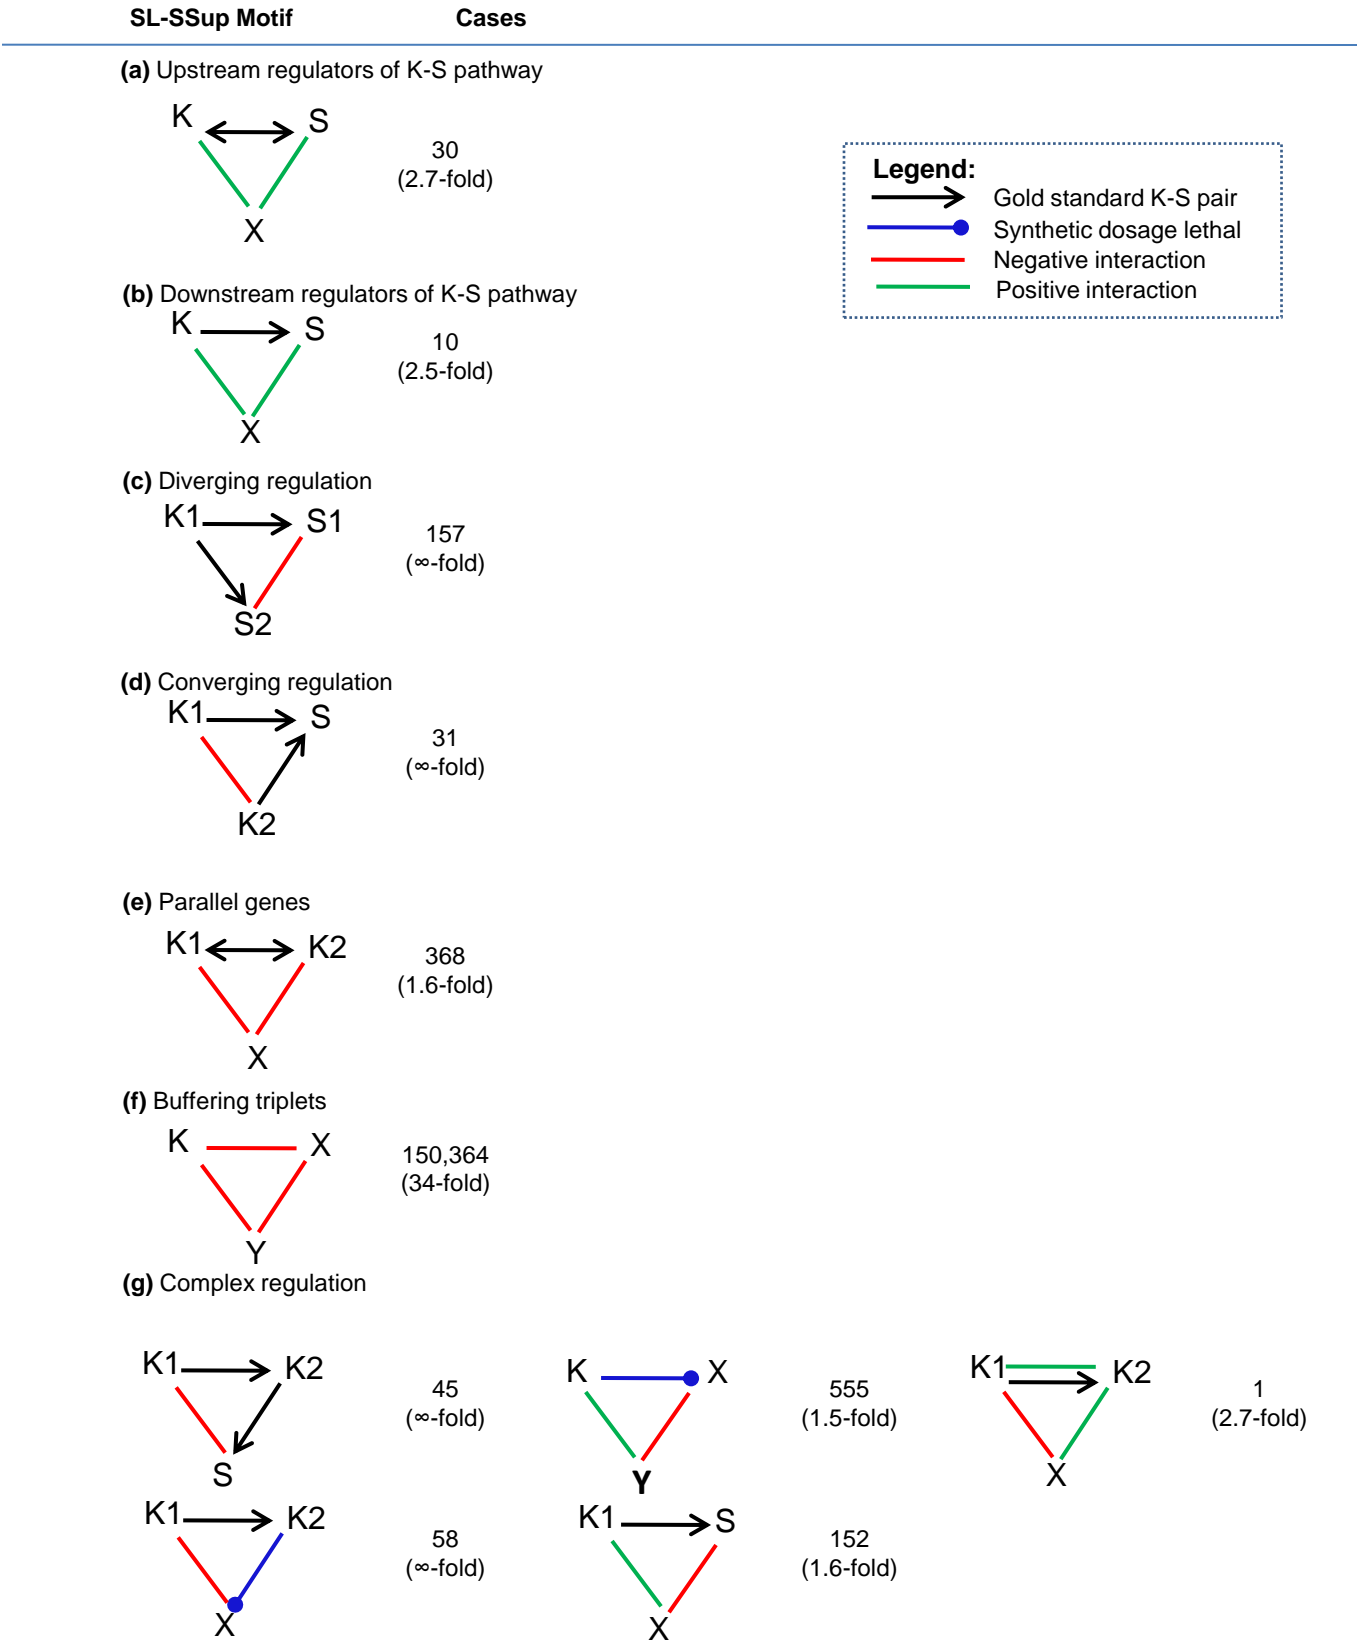 SL-SSup Motif Cases
(a) Upstream regulators of K-S pathway
K S
30
(2.7-fold)
X
Legend:
Gold standard K-S pair
Synthetic dosage lethal
Negative interaction
Positive interaction
(b) Downstream regulators of K-S pathway
K S
10
(2.5-fold)
X
(c) Diverging regulation
K1 S1
157
(∞-fold)
S2
(d) Converging regulation
K1 S
31
(∞-fold)
K2
(e) Parallel genes
K1 K2
368
(1.6-fold)
X
(f) Buffering triplets
K X
150,364
(34-fold)
Y
(g) Complex regulation
K1 K2
45
(∞-fold)
S
K X
555
(1.5-fold)
Y
K1 K2
1
(2.7-fold)
X
K1 K2
58
(∞-fold)
X
K1 S
152
(1.6-fold)
X